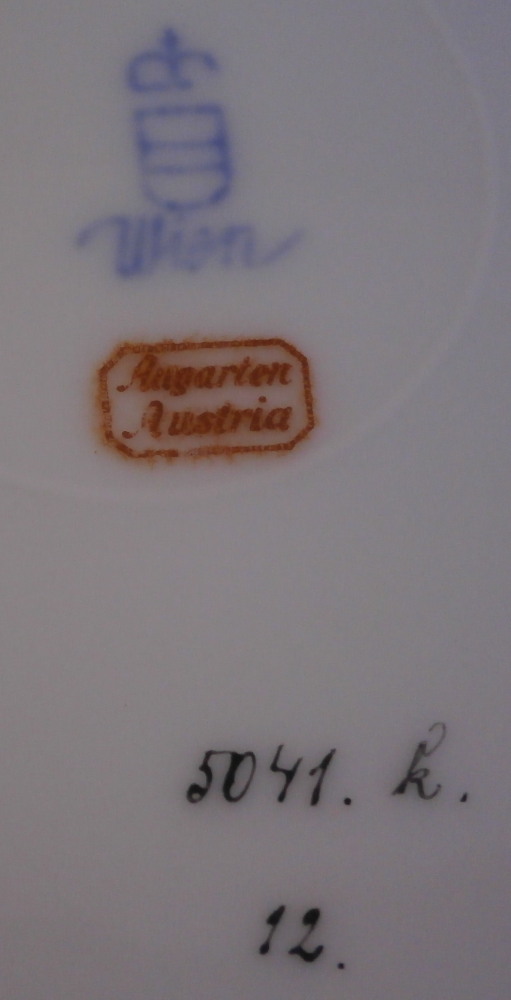 Wien
Augarten
Austria
5041. k.
12.